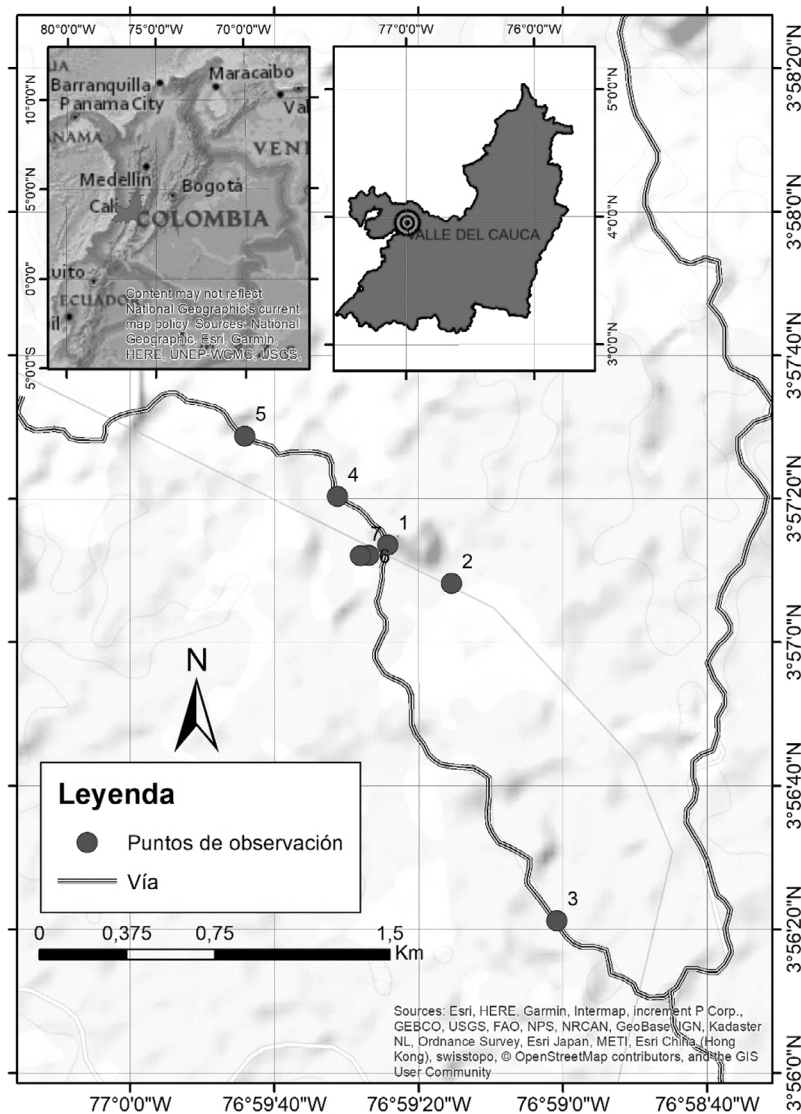 80°0'0"W 75°0'0"W 70°0'0"W
10°0'0"N
5°0'0"N
0°0'0"
5°0'0"S
Barranquilla
Maracaibo
Panama City
NAMA
VENI
Medellín
Bogotá
Cali
COLOMBIA
uito
ECUADOR
il
Content may not reflect
National Geographic's current
map policy. Sources: National
Geographic, Esri, Garmin,
HERE, UNEP-WCMC, USGS,
77°0'0"W 76°0'0"W
5°0'0"N
4°0'0"N
3°0'0"N
VALLE DEL CAUCA
3°58'20"N
3°58'0"N
3°57'40"N
3°57'20"N
3°57'0"N
3°56'40"N
3°56'20"N
3°56'0"N
5
4
1
7
6
2
3
N
Leyenda
Puntos de observación
Vía
0 0,375 0,75 1,5
Km
Sources: Esri, HERE, Garmin, Intermap, increment P Corp.,
GEBCO, USGS, FAO, NPS, NRCAN, GeoBase, IGN, Kadaster
NL, Ordnance Survey, Esri Japan, METI, Esri China (Hong
Kong), swisstopo, © OpenStreetMap contributors, and the GIS
User Community
77°0'0"W 76°59'40"W 76°59'20"W 76°59'0"W 76°58'40"W